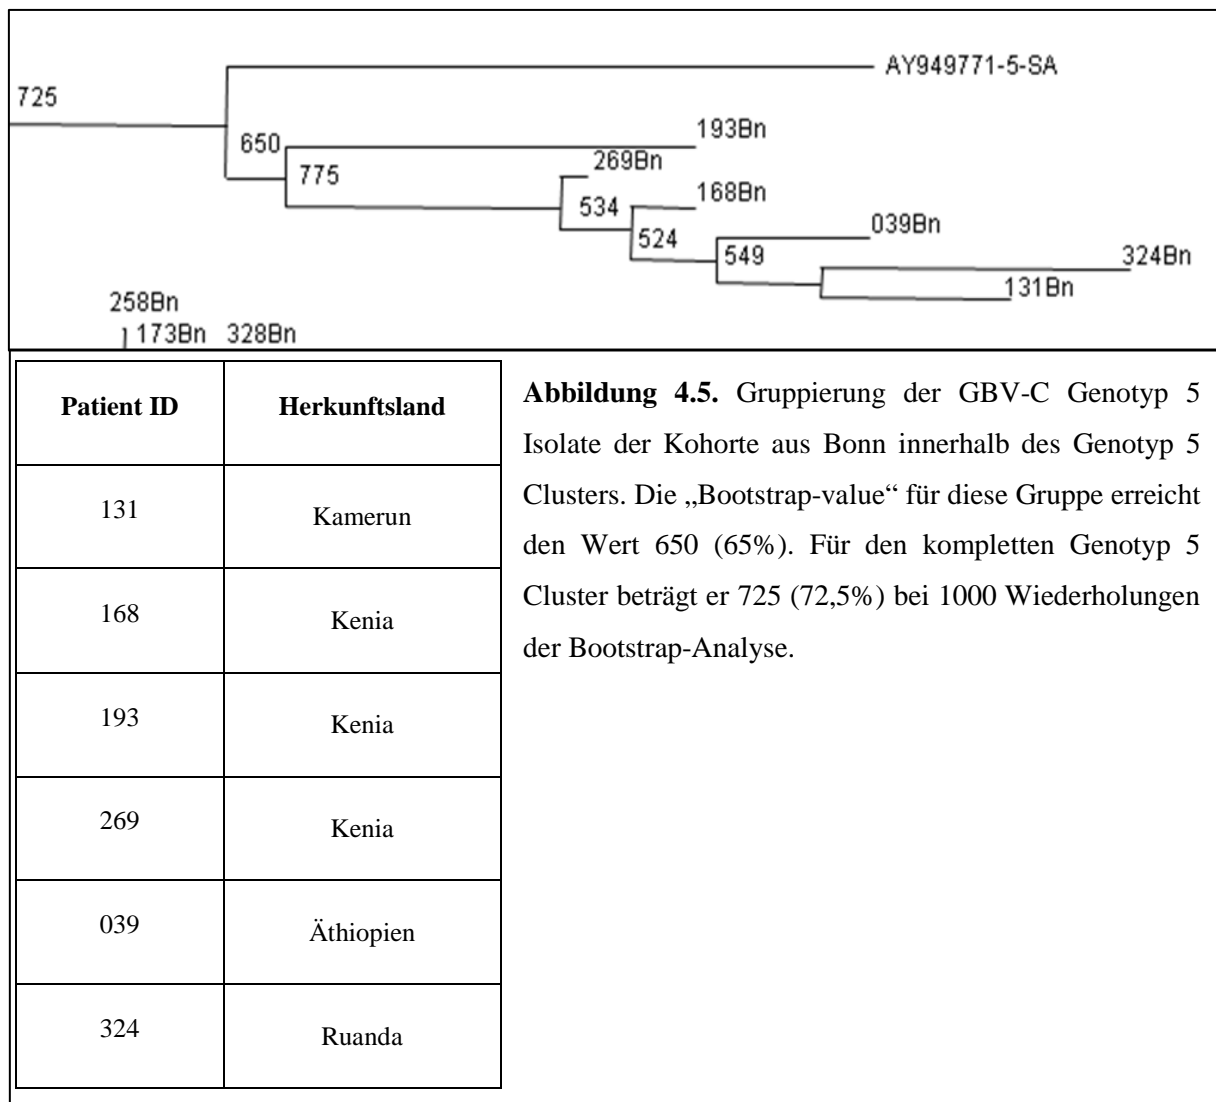 AY949771-5-SA
725
193Bn
650
269Bn
775
168Bn
534
039Bn
524
549
324Bn
131Bn
258Bn
173Bn 328Bn
Patient ID Herkunftsland
131 Kamerun
168 Kenia
193 Kenia
269 Kenia
039 Äthiopien
324 Ruanda
Abbildung 4.5. Gruppierung der GBV-C Genotyp 5
Isolate der Kohorte aus Bonn innerhalb des Genotyp 5
Clusters. Die „Bootstrap-value“ für diese Gruppe erreicht
den Wert 650 (65%). Für den kompletten Genotyp 5
Cluster beträgt er 725 (72,5%) bei 1000 Wiederholungen
der Bootstrap-Analyse.